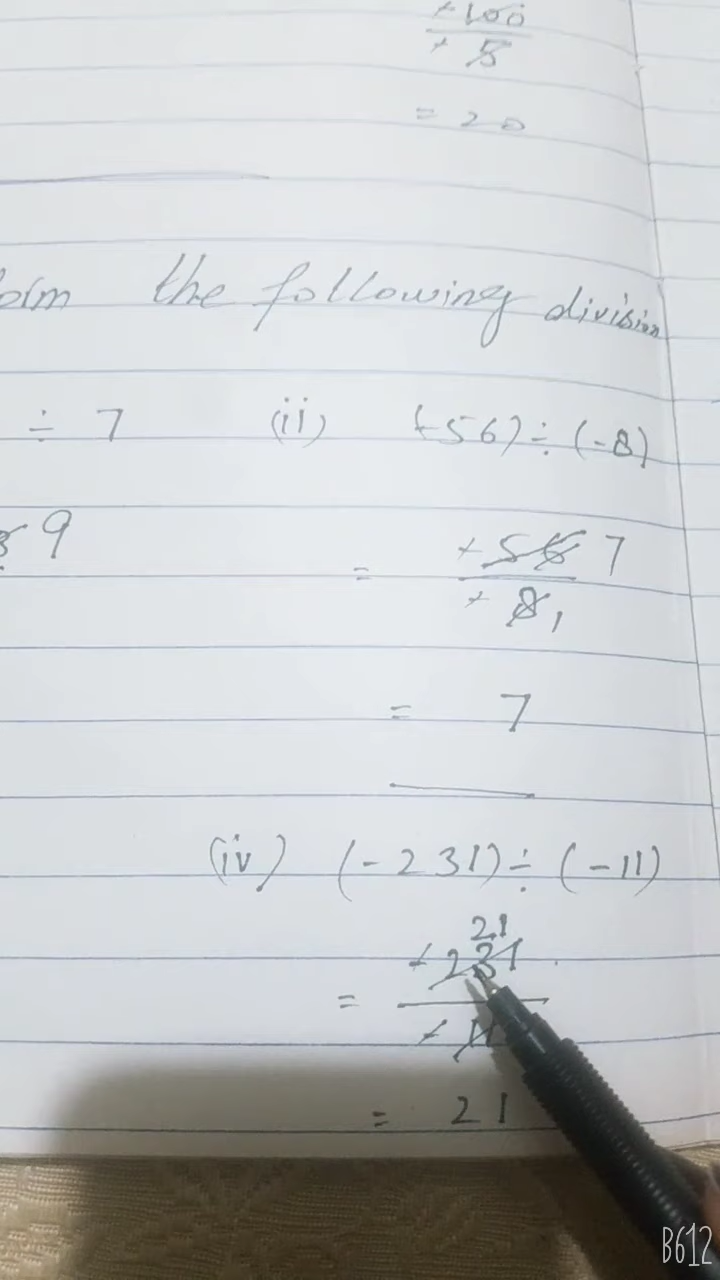 -100
- 5
= 20
the following division
÷ 7 (ii) (-56) ÷ (-8)
9
= -56 7
- 8 1
= 7
(iv) (-231) ÷ (-11)
21
= -231
- 11
= 21
B612